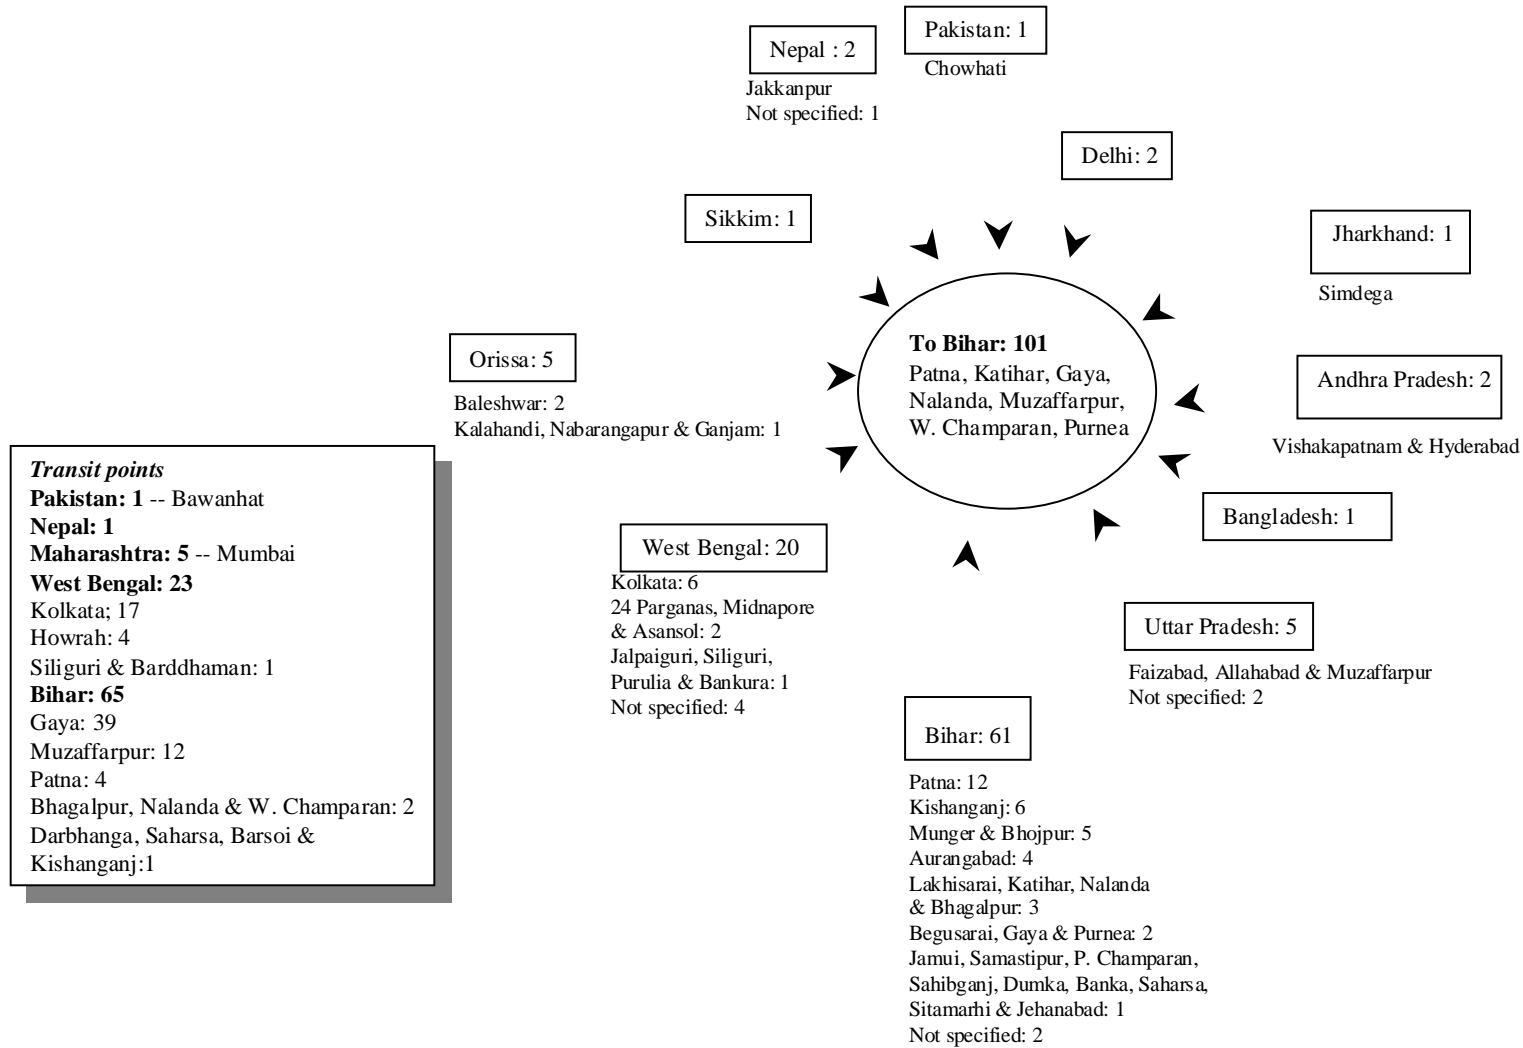 Pakistan: 1
Chowhati
Nepal : 2
Jakkanpur
Not specified: 1
Delhi: 2
Sikkim: 1
Jharkhand: 1
Simdega
Orissa: 5
Baleshwar: 2
Kalahandi, Nabarangapur & Ganjam: 1
To Bihar: 101
Patna, Katihar, Gaya,
Nalanda, Muzaffarpur,
W. Champaran, Purnea
Andhra Pradesh: 2
Vishakapatnam & Hyderabad
Bangladesh: 1
Transit points
Pakistan: 1 -- Bawanhat
Nepal: 1
Maharashtra: 5 -- Mumbai
West Bengal: 23
Kolkata; 17
Howrah: 4
Siliguri & Barddhaman: 1
Bihar: 65
Gaya: 39
Muzaffarpur: 12
Patna: 4
Bhagalpur, Nalanda & W. Champaran: 2
Darbhanga, Saharsa, Barsoi &
Kishanganj:1
West Bengal: 20
Kolkata: 6
24 Parganas, Midnapore
& Asansol: 2
Jalpaiguri, Siliguri,
Purulia & Bankura: 1
Not specified: 4
Uttar Pradesh: 5
Faizabad, Allahabad & Muzaffarpur
Not specified: 2
Bihar: 61
Patna: 12
Kishanganj: 6
Munger & Bhojpur: 5
Aurangabad: 4
Lakhisarai, Katihar, Nalanda
& Bhagalpur: 3
Begusarai, Gaya & Purnea: 2
Jamui, Samastipur, P. Champaran,
Sahibganj, Dumka, Banka, Saharsa,
Sitamarhi & Jehanabad: 1
Not specified: 2